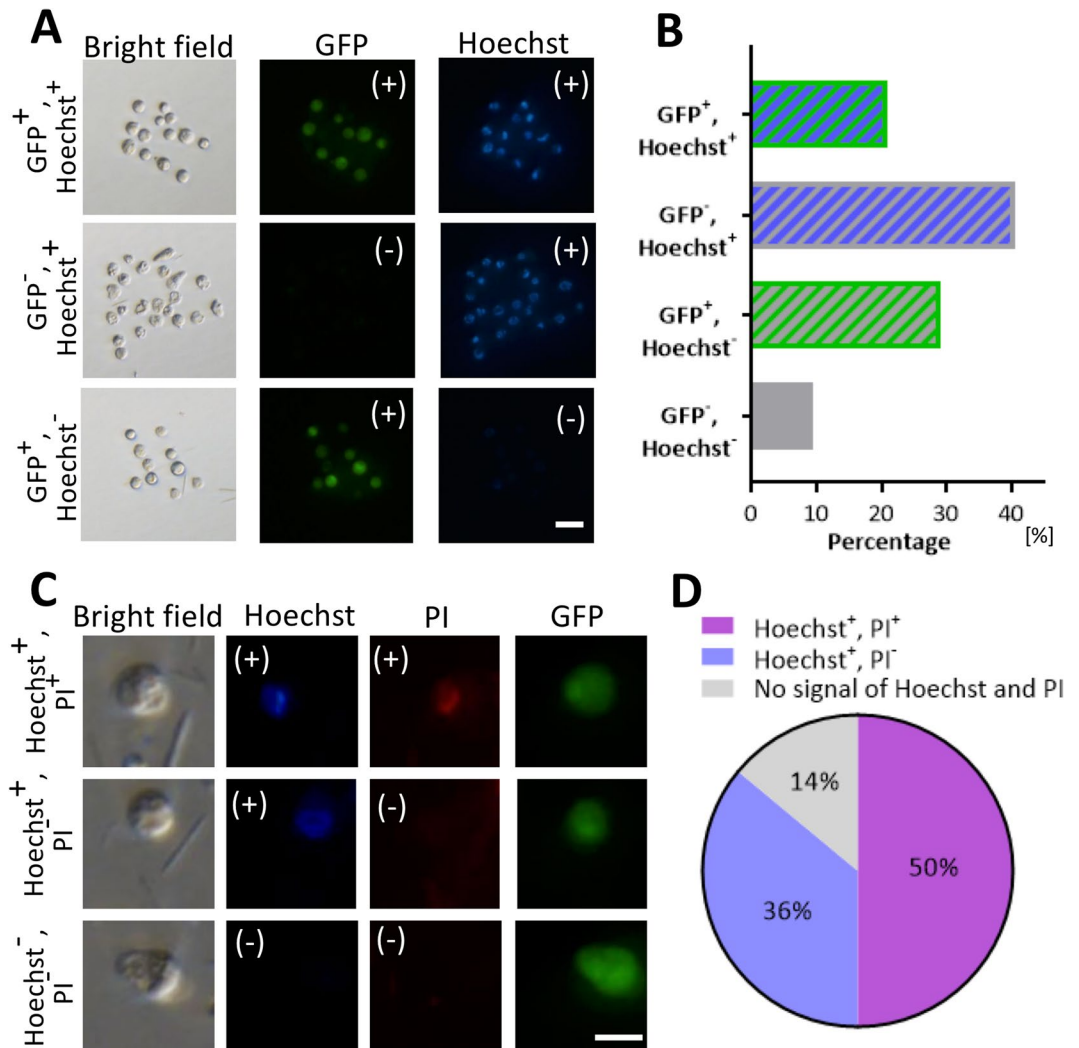 A
Bright field GFP Hoechst
GFP⁺,
Hoechst⁺
(+) (+)
GFP⁻,
Hoechst⁺
(-) (+)
GFP⁺,
Hoechst⁻
(+) (-)
B
GFP⁺,
Hoechst⁺
GFP⁻,
Hoechst⁺
GFP⁺,
Hoechst⁻
GFP⁻,
Hoechst⁻
0 10 20 30 40 [%]
Percentage
C
Bright field Hoechst PI GFP
Hoechst⁺,
PI⁺
(+) (+)
Hoechst⁺,
PI⁻
(+) (-)
Hoechst⁻,
PI⁻
(-) (-)
D
Hoechst⁺, PI⁺
Hoechst⁺, PI⁻
No signal of Hoechst and PI
14%
50%
36%